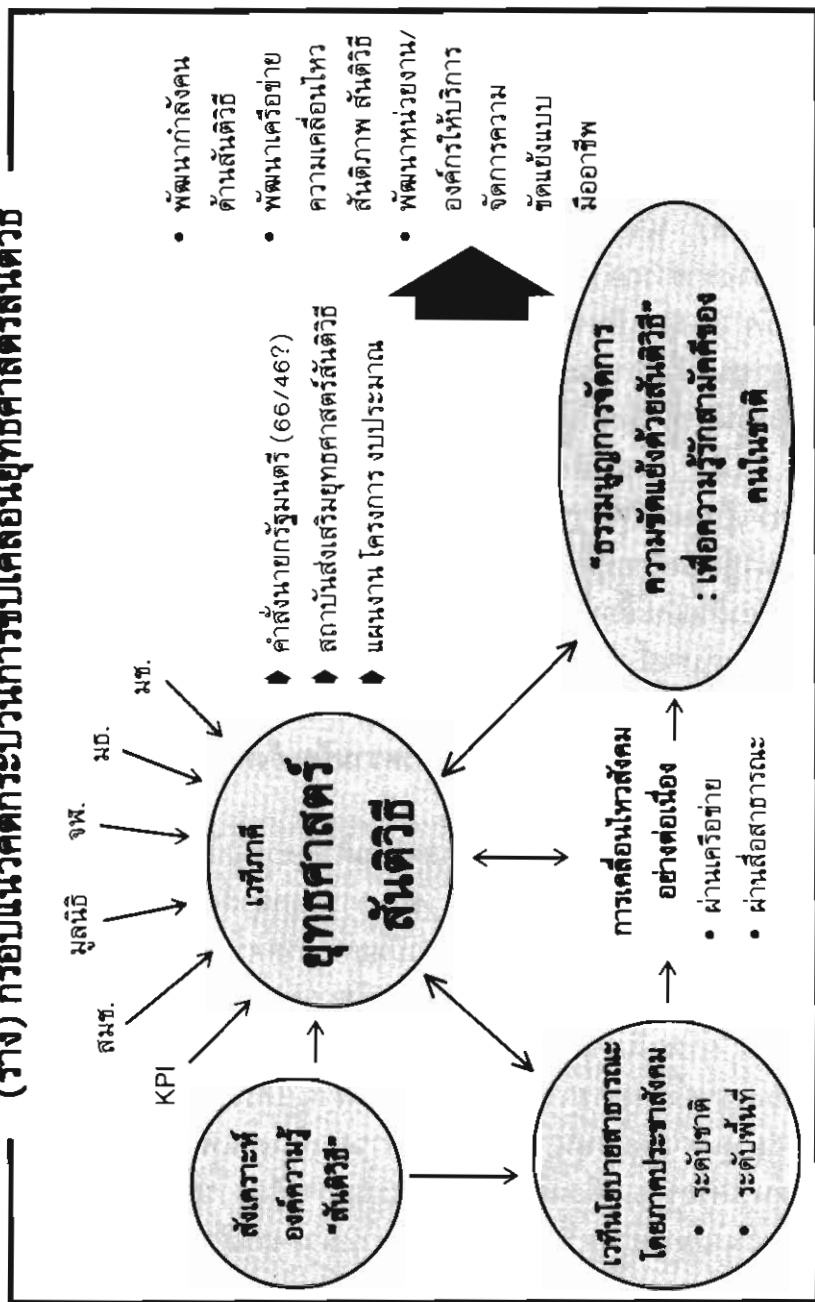 (ร่าง) กรอบแนวคิดกระบวนการขับเคลื่อนยุทธศาสตร์สันติวิธี
KPI
สมช.
มูลนิธิ
จฬ.
มธ.
มช.
สังเคราะห์
องค์ความรู้
"สันติวิธี"
เวทีภาคี
ยุทธศาสตร์
สันติวิธี
คำสั่งนายกรัฐมนตรี (66/46?)
สถาบันส่งเสริมยุทธศาสตร์สันติวิธี
แผนงาน โครงการ งบประมาณ
• พัฒนากำลังคน
ด้านสันติวิธี
• พัฒนาเครือข่าย
ความเคลื่อนไหว
สันติภาพ สันติวิธี
• พัฒนาหน่วยงาน/
องค์กรให้บริการ
จัดการความ
ขัดแย้งแบบ
มืออาชีพ
เวทีนโยบายสาธารณะ
โดยภาคประชาสังคม
• ระดับชาติ
• ระดับพื้นที่
การเคลื่อนไหวสังคม
อย่างต่อเนื่อง
• ผ่านเครือข่าย
• ผ่านสื่อสาธารณะ
"ธรรมนูญการจัดการ
ความขัดแย้งด้วยสันติวิธี"
: เพื่อความรู้รักสามัคคีของ
คนในชาติ